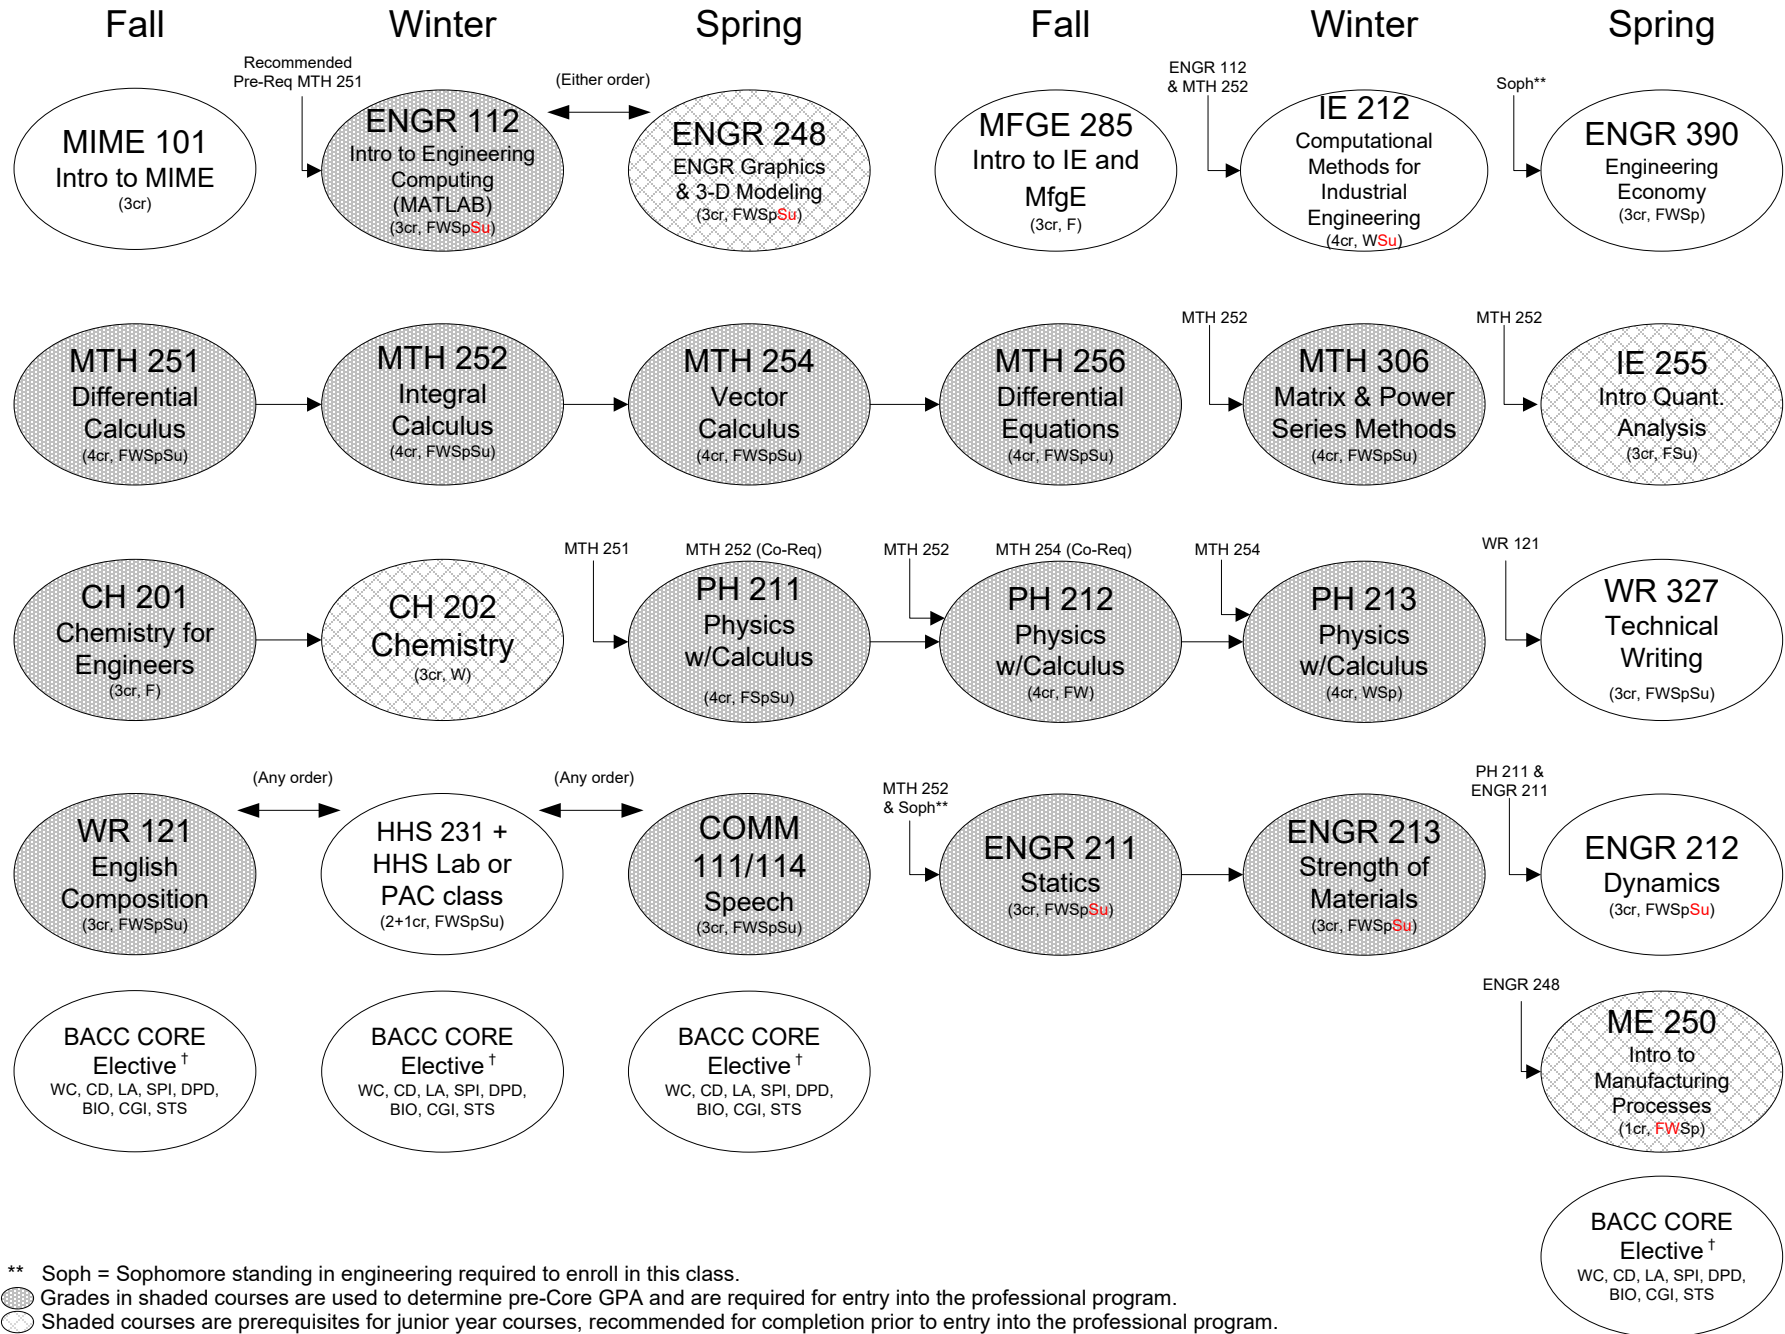 Fall
Winter
Spring
Fall
Winter
Spring
Recommended
Pre-Req MTH 251
(Either order)
ENGR 112
& MTH 252
Soph**
MIME 101
Intro to MIME
(3cr)
ENGR 112
Intro to Engineering
Computing
(MATLAB)
(3cr, FWSpSu)
ENGR 248
ENGR Graphics
& 3-D Modeling
(3cr, FWSpSu)
MFGE 285
Intro to IE and
MfgE
(3cr, F)
IE 212
Computational
Methods for
Industrial
Engineering
(4cr, WSu)
ENGR 390
Engineering
Economy
(3cr, FWSp)
MTH 252
MTH 252
MTH 251
Differential
Calculus
(4cr, FWSpSu)
MTH 252
Integral
Calculus
(4cr, FWSpSu)
MTH 254
Vector
Calculus
(4cr, FWSpSu)
MTH 256
Differential
Equations
(4cr, FWSpSu)
MTH 306
Matrix & Power
Series Methods
(4cr, FWSpSu)
IE 255
Intro Quant.
Analysis
(3cr, FSu)
MTH 251
MTH 252 (Co-Req)
MTH 252
MTH 254 (Co-Req)
MTH 254
WR 121
CH 201
Chemistry for
Engineers
(3cr, F)
CH 202
Chemistry
(3cr, W)
PH 211
Physics
w/Calculus
(4cr, FSpSu)
PH 212
Physics
w/Calculus
(4cr, FW)
PH 213
Physics
w/Calculus
(4cr, WSp)
WR 327
Technical
Writing
(3cr, FWSpSu)
(Any order)
(Any order)
MTH 252
& Soph**
PH 211 &
ENGR 211
WR 121
English
Composition
(3cr, FWSpSu)
HHS 231 +
HHS Lab or
PAC class
(2+1cr, FWSpSu)
COMM
111/114
Speech
(3cr, FWSpSu)
ENGR 211
Statics
(3cr, FWSpSu)
ENGR 213
Strength of
Materials
(3cr, FWSpSu)
ENGR 212
Dynamics
(3cr, FWSpSu)
ENGR 248
BACC CORE
Elective †
WC, CD, LA, SPI, DPD,
BIO, CGI, STS
BACC CORE
Elective †
WC, CD, LA, SPI, DPD,
BIO, CGI, STS
BACC CORE
Elective †
WC, CD, LA, SPI, DPD,
BIO, CGI, STS
ME 250
Intro to
Manufacturing
Processes
(1cr, FWSp)
BACC CORE
Elective †
WC, CD, LA, SPI, DPD,
BIO, CGI, STS
** Soph = Sophomore standing in engineering required to enroll in this class.
Grades in shaded courses are used to determine pre-Core GPA and are required for entry into the professional program.
Shaded courses are prerequisites for junior year courses, recommended for completion prior to entry into the professional program.